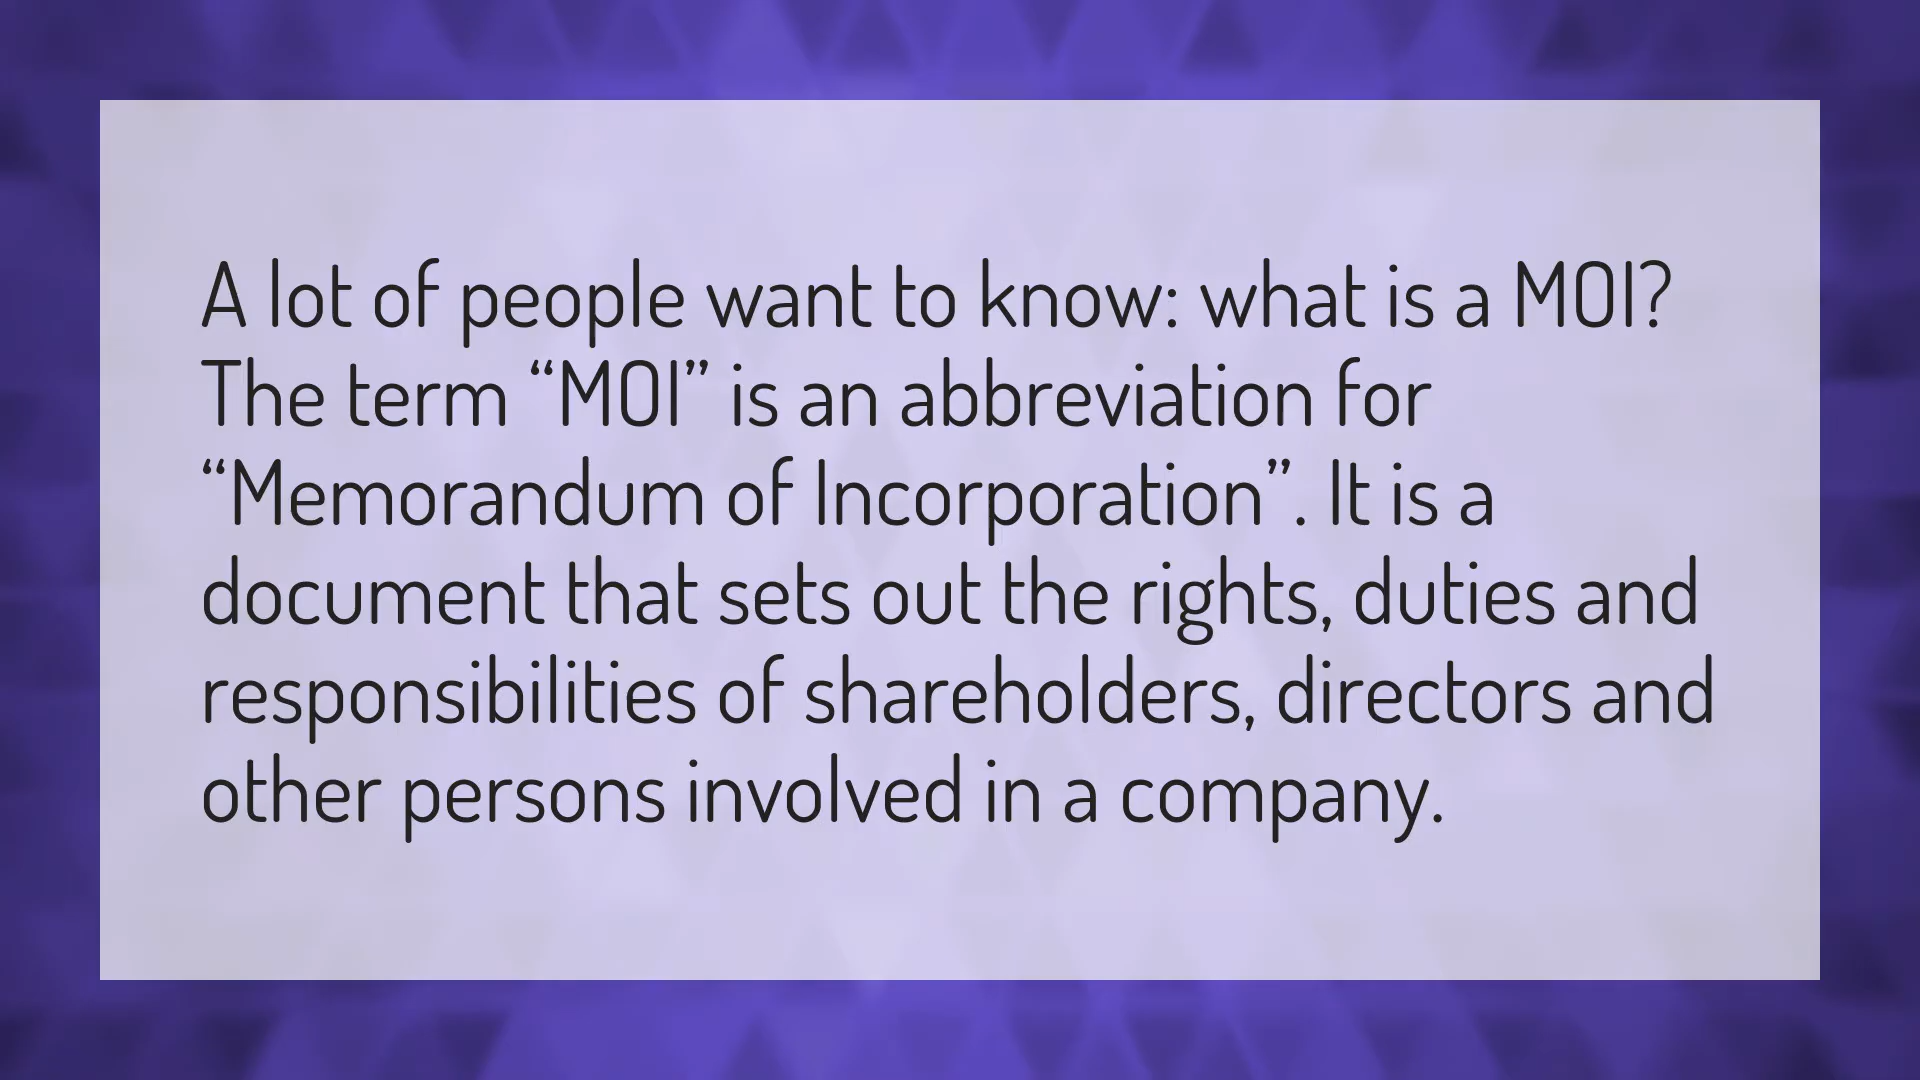 A lot of people want to know: what is a MOI?
The term “MOI” is an abbreviation for
“Memorandum of Incorporation”. It is a
document that sets out the rights, duties and
responsibilities of shareholders, directors and
other persons involved in a company.